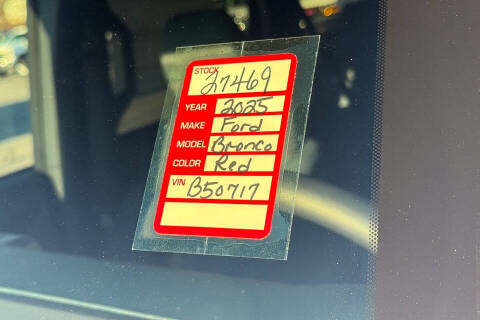 STOCK 27469
YEAR 2025
MAKE Ford
MODEL Bronco
COLOR Red
VIN B50717